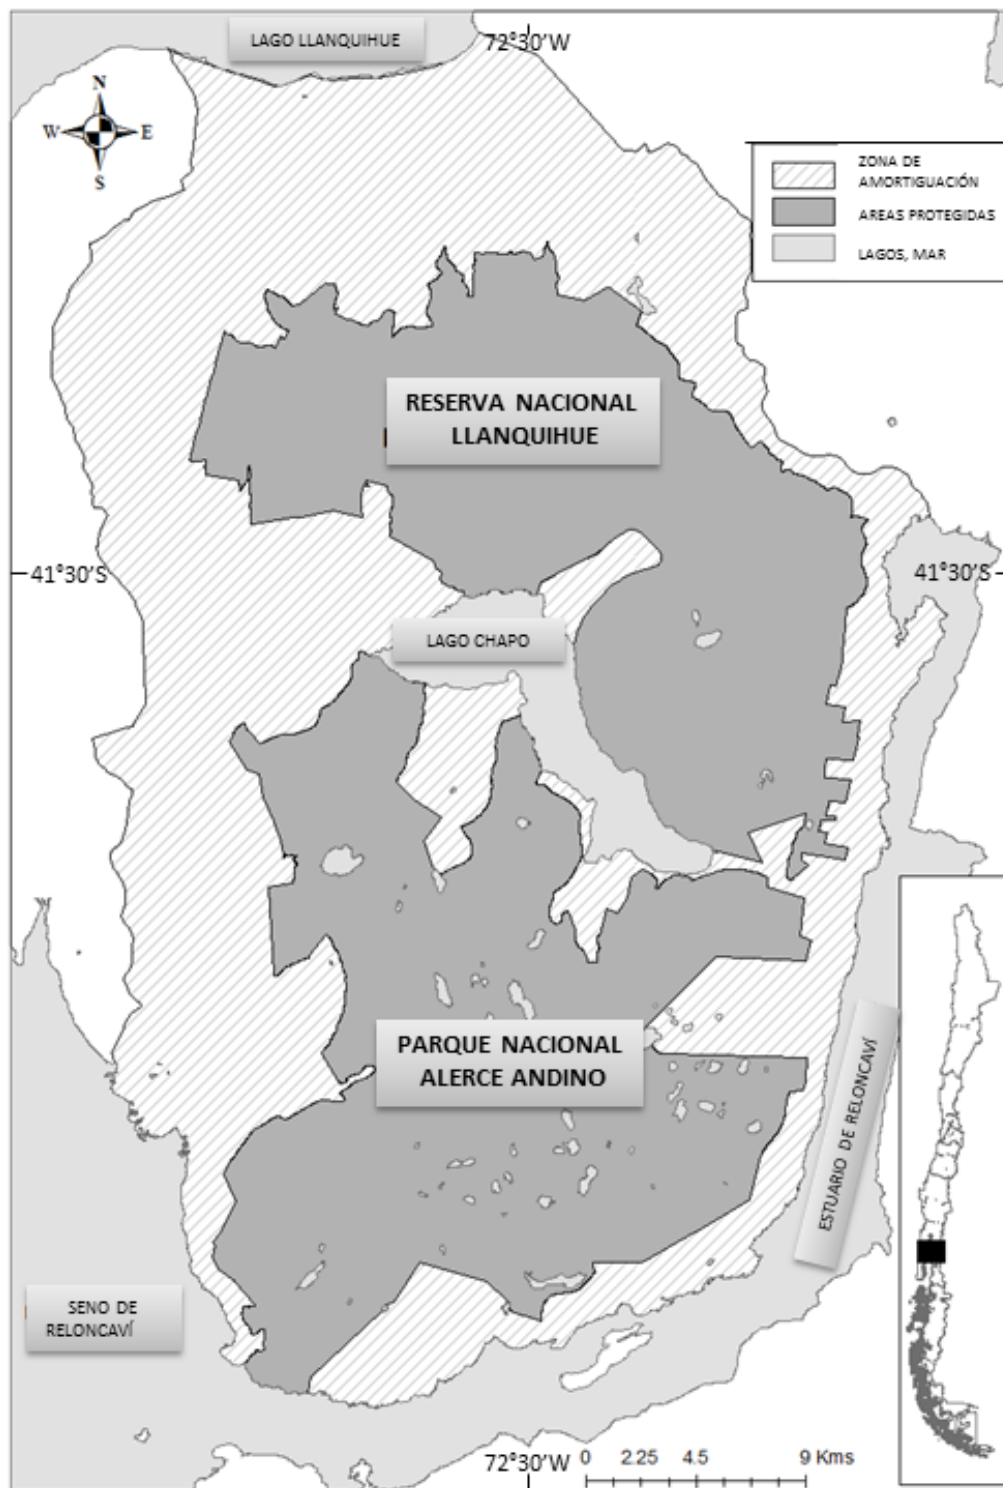 LAGO LLANQUIHUE
72°30'W
N
W E
S
ZONA DE
AMORTIGUACIÓN
AREAS PROTEGIDAS
LAGOS, MAR
RESERVA NACIONAL
LLANQUIHUE
41°30'S
41°30'S
LAGO CHAPO
PARQUE NACIONAL
ALERCE ANDINO
ESTUARIO DE RELONCAVÍ
SENO DE
RELONCAVÍ
72°30'W
0 2.25 4.5 9 Kms